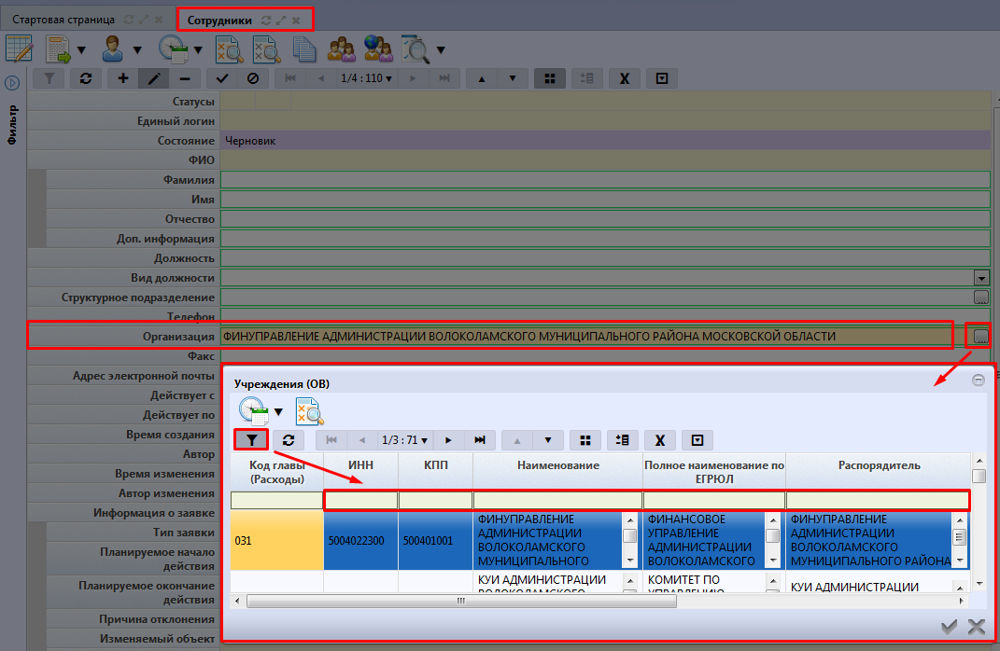 Стартовая страница
Сотрудники
1/4 : 110
X
Фильтр
Статусы
Единый логин
Состояние Черновик
ФИО
Фамилия
Имя
Отчество
Доп. информация
Должность
Вид должности
Структурное подразделение ...
Телефон
Организация ФИНУПРАВЛЕНИЕ АДМИНИСТРАЦИИ ВОЛОКОЛАМСКОГО МУНИЦИПАЛЬНОГО РАЙОНА МОСКОВСКОЙ ОБЛАСТИ ...
Факс
Адрес электронной почты
Действует с
Действует по
Время создания
Автор
Время изменения
Автор изменения
Информация о заявке
Тип заявки
Планируемое начало
действия
Планируемое окончание
действия
Причина отклонения
Изменяемый объект
Учреждения (ОВ)
1/3 : 71
X
Код главы
(Расходы)
ИНН
КПП
Наименование
Полное наименование по
ЕГРЮЛ
Распорядитель
031
5004022300
500401001
ФИНУПРАВЛЕНИЕ
АДМИНИСТРАЦИИ
ВОЛОКОЛАМСКОГО
МУНИЦИПАЛЬНОГО
ФИНАНСОВОЕ
УПРАВЛЕНИЕ
АДМИНИСТРАЦИИ
ВОЛОКОЛАМСКОГО
ФИНУПРАВЛЕНИЕ
АДМИНИСТРАЦИИ
ВОЛОКОЛАМСКОГО
МУНИЦИПАЛЬНОГО РАЙОНА
КУИ АДМИНИСТРАЦИИ
ВОЛОКОЛАМСКОГО
КОМИТЕТ ПО
УПРАВЛЕНИЮ
КУИ АДМИНИСТРАЦИИ